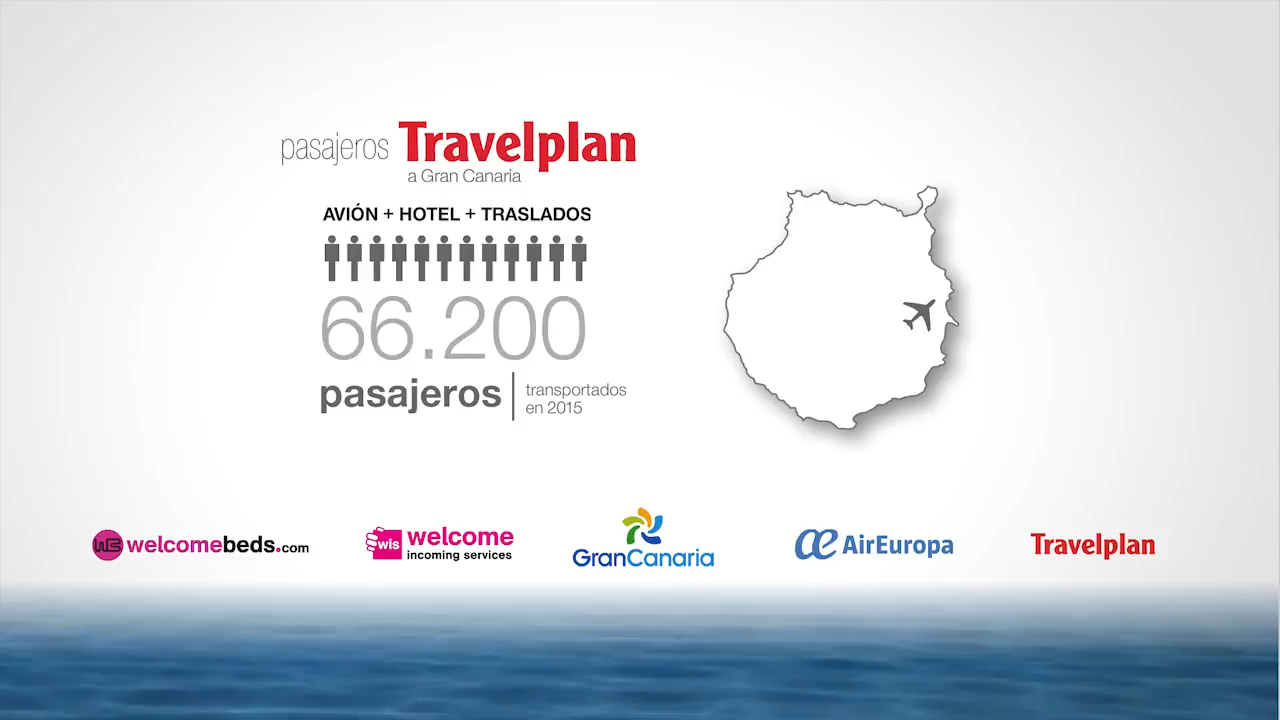 pasajeros Travelplan
a Gran Canaria
AVIÓN + HOTEL + TRASLADOS
66.200
pasajeros
transportados
en 2015
welcomebeds.com
wis welcome
incoming services
GranCanaria
AirEuropa
Travelplan